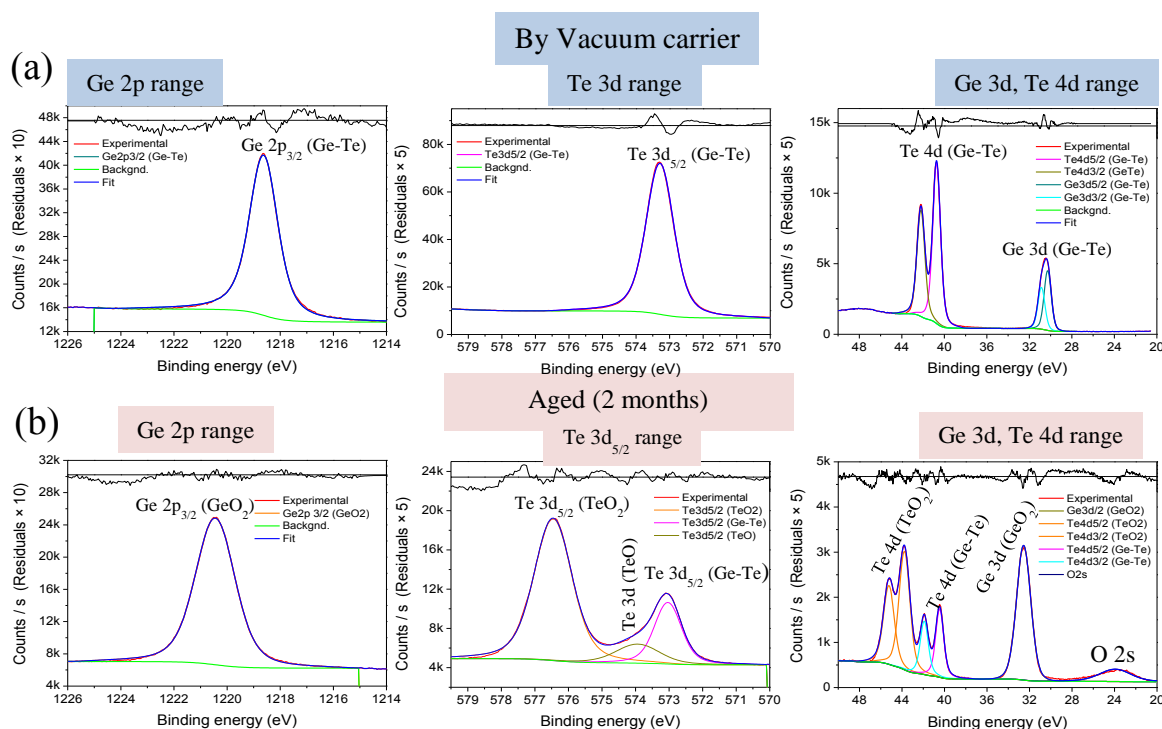 By Vacuum carrier
(a)
Ge 2p range
Te 3d range
Ge 3d, Te 4d range
Counts / s (Residuals × 10)
48k
44k
40k
36k
32k
28k
24k
20k
16k
12k
Experimental
Ge2p3/2 (Ge-Te)
Backgnd.
Fit
Ge 2p3/2 (Ge-Te)
1226 1224 1222 1220 1218 1216 1214
Binding energy (eV)
Counts / s (Residuals × 5)
80k
60k
40k
20k
0
Experimental
Te3d5/2 (Ge-Te)
Backgnd.
Fit
Te 3d5/2 (Ge-Te)
579 578 577 576 575 574 573 572 571 570
Binding energy (eV)
Counts / s (Residuals × 5)
15k
10k
5k
0
Te 4d (Ge-Te)
Experimental
Te4d5/2 (Ge-Te)
Te4d3/2 (GeTe)
Ge3d5/2 (Ge-Te)
Ge3d3/2 (Ge-Te)
Backgnd.
Fit
Ge 3d (Ge-Te)
48 44 40 36 32 28 24 20
Binding energy (eV)
Aged (2 months)
(b)
Ge 2p range
Te 3d5/2 range
Ge 3d, Te 4d range
Counts / s (Residuals × 10)
32k
28k
24k
20k
16k
12k
8k
4k
Ge 2p3/2 (GeO2)
Experimental
Ge2p 3/2 (GeO2)
Backgnd.
Fit
1226 1224 1222 1220 1218 1216 1214
Binding energy (eV)
Counts / s (Residuals × 5)
24k
20k
16k
12k
8k
4k
Te 3d5/2 (TeO2)
Experimental
Te3d5/2 (TeO2)
Te3d5/2 (Ge-Te)
Te3d5/2 (TeO)
Te 3d (TeO)
Te 3d5/2 (Ge-Te)
579 578 577 576 575 574 573 572 571 570
Binding energy (eV)
Counts / s (Residuals × 5)
5k
4k
3k
2k
1k
0
Te 4d (TeO2)
Te 4d (Ge-Te)
Ge 3d (GeO2)
Experimental
Ge3d/2 (GeO2)
Te4d5/2 (TeO2)
Te4d3/2 (TeO2)
Te4d5/2 (Ge-Te)
Te4d3/2 (Ge-Te)
O2s
O 2s
50 45 40 35 30 25 20
Binding energy (eV)